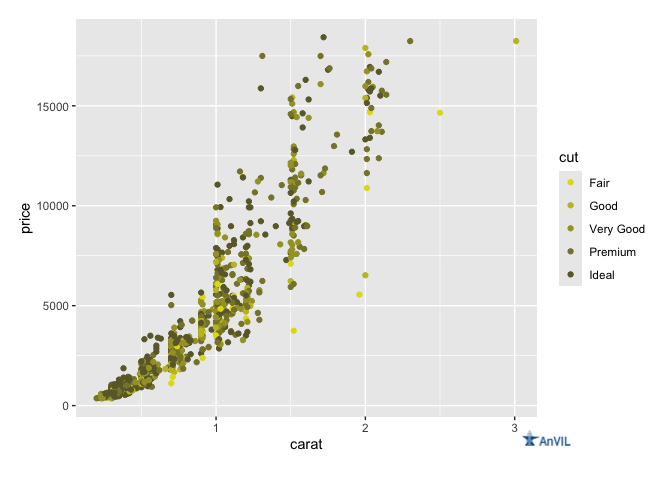 price
15000
10000
5000
0
1
2
3
carat
cut
Fair
Good
Very Good
Premium
Ideal
AnVIL